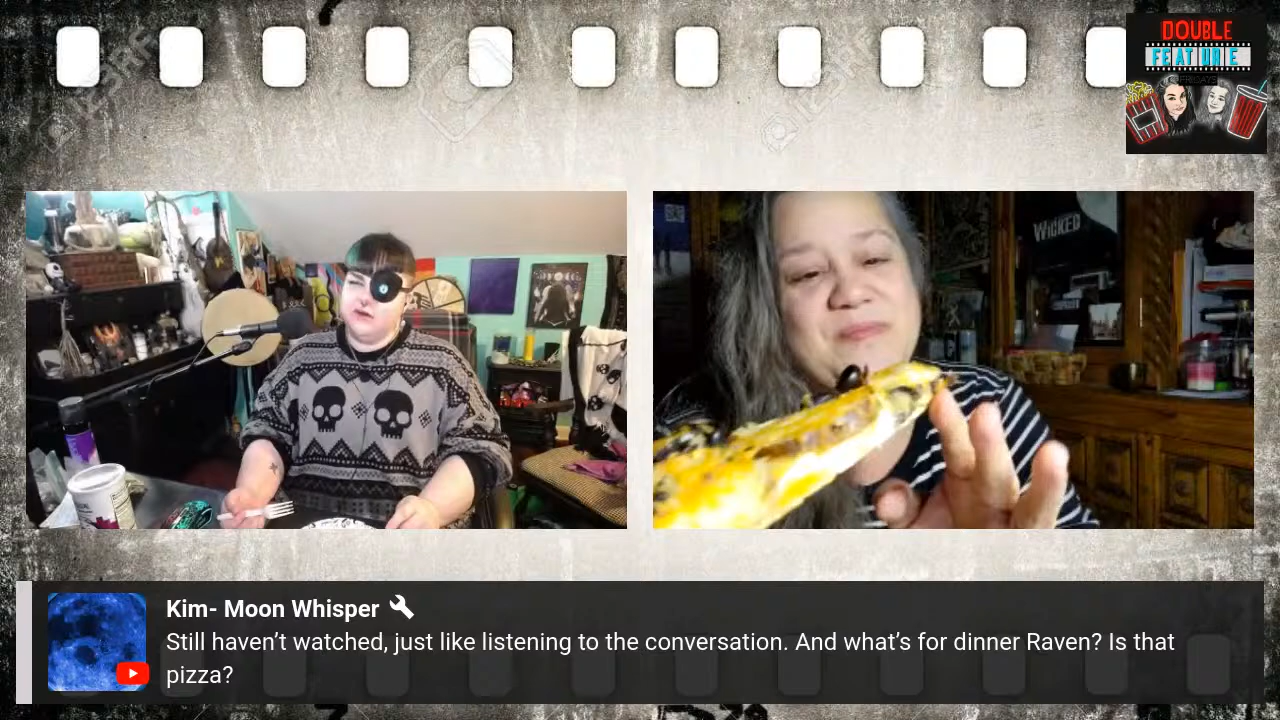 DOUBLE
FEATURE
FRIDAYS
WICKED
Kim- Moon Whisper
Still haven’t watched, just like listening to the conversation. And what’s for dinner Raven? Is that
pizza?